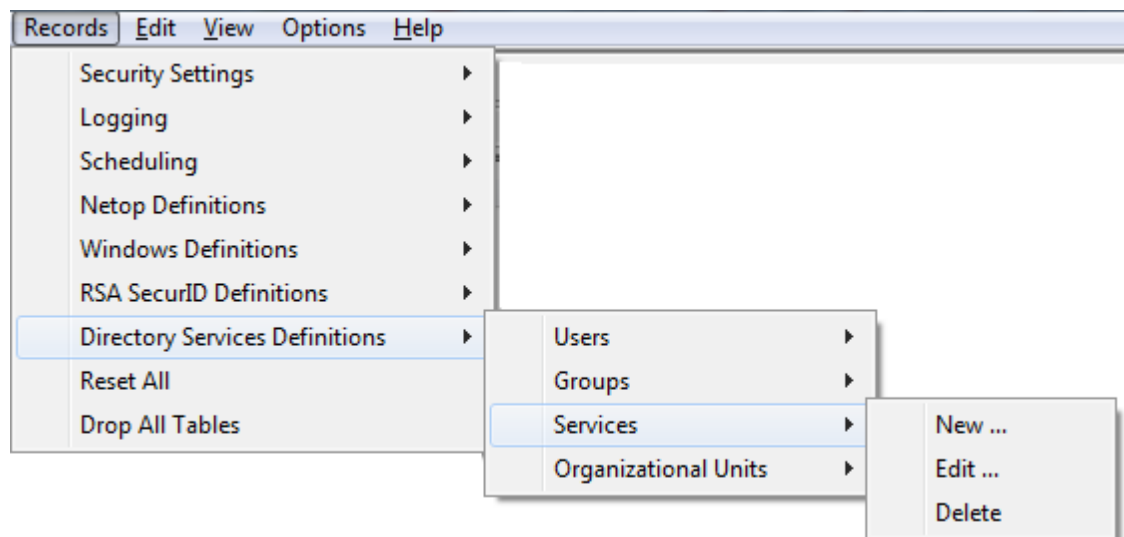 Records Edit View Options Help
Security Settings
Logging
Scheduling
Netop Definitions
Windows Definitions
RSA SecurID Definitions
Directory Services Definitions
Reset All
Drop All Tables
Users
Groups
Services
Organizational Units
New ...
Edit ...
Delete